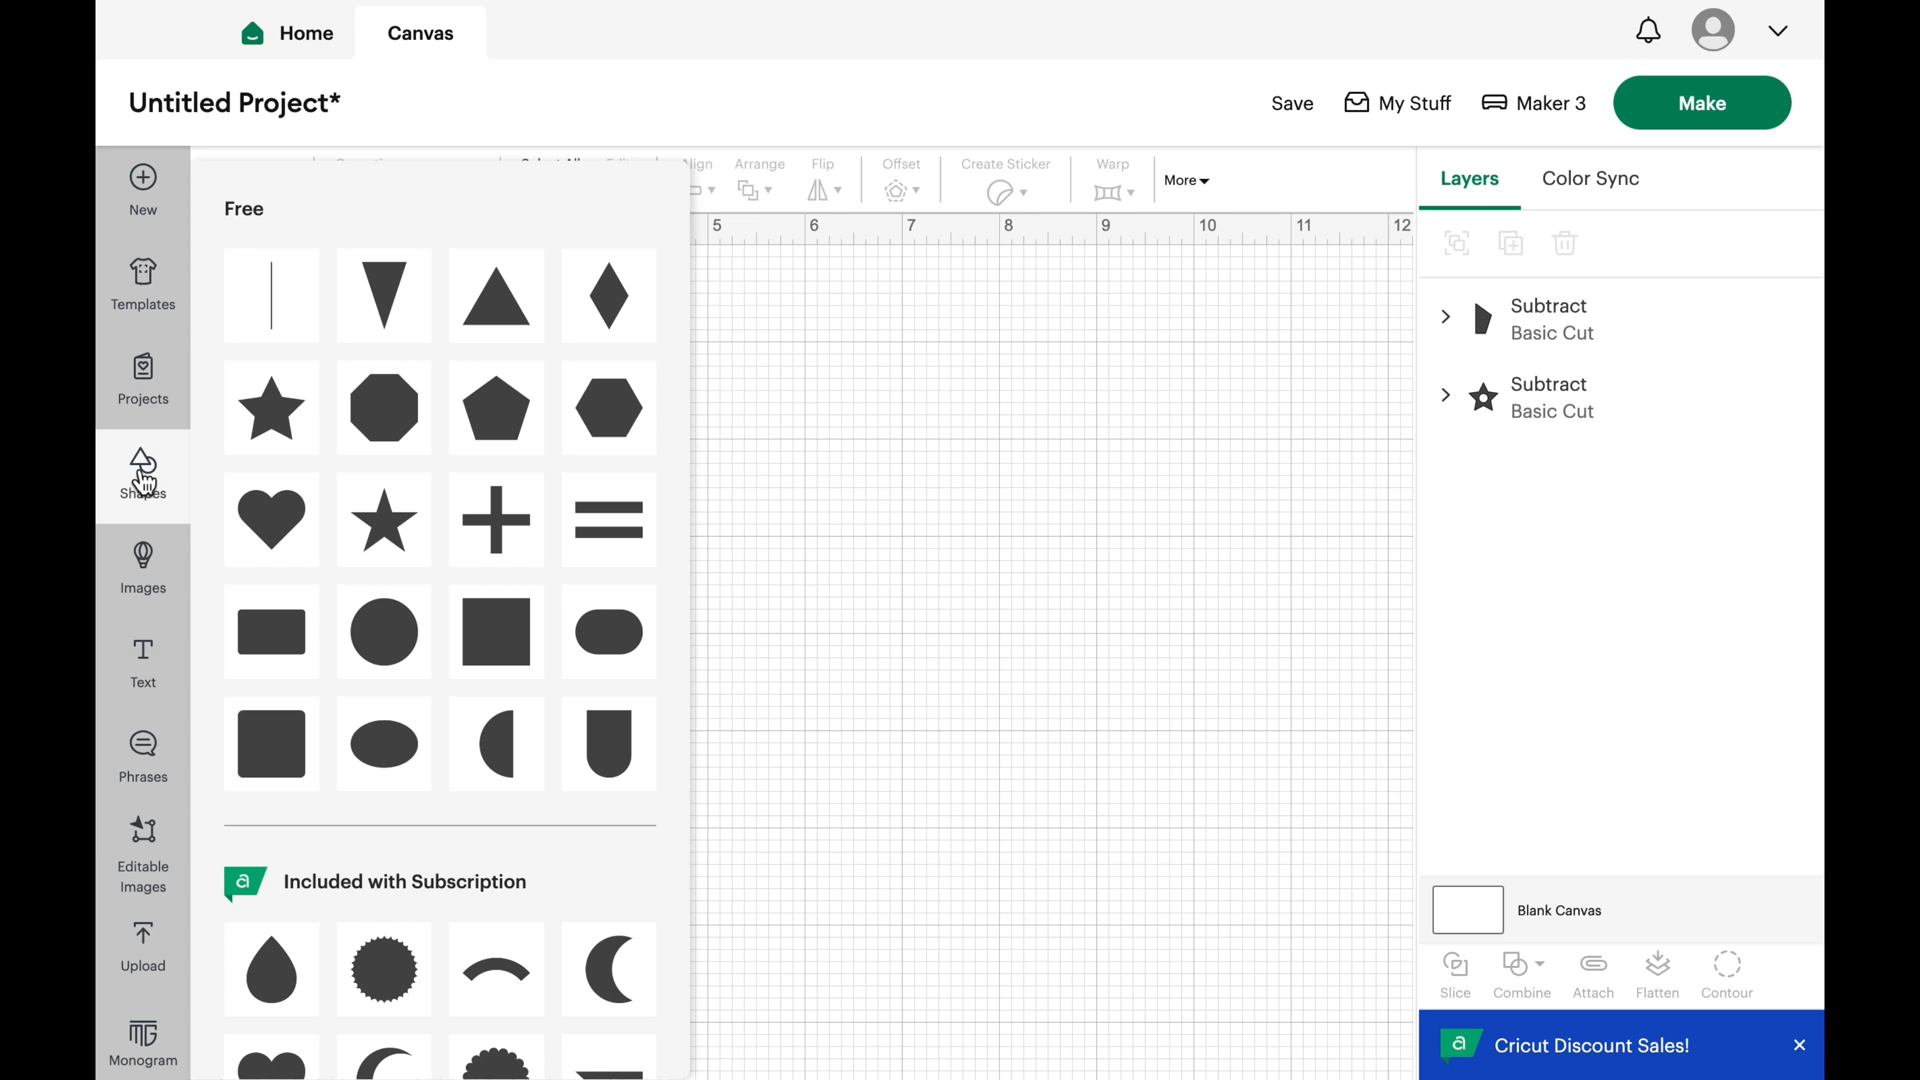 Home
Canvas
Untitled Project*
Save
My Stuff
Maker 3
Make
New
Templates
Projects
Shapes
Images
Text
Phrases
Editable
Images
Upload
Monogram
Free
Included with Subscription
Select All
Align
Arrange
Flip
Offset
Create Sticker
Warp
More
5
6
7
8
9
10
11
12
Layers
Color Sync
Subtract
Basic Cut
Subtract
Basic Cut
Blank Canvas
Slice
Combine
Attach
Flatten
Contour
a
Cricut Discount Sales!